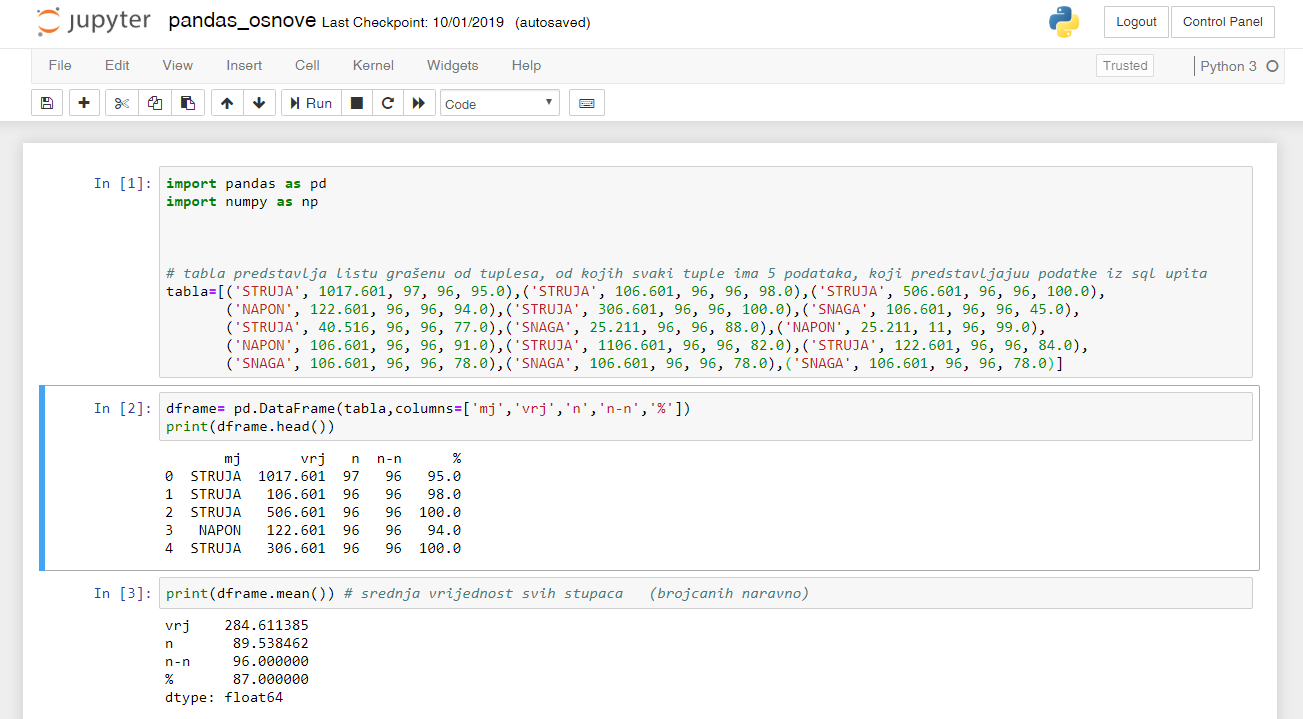 jupyter pandas_osnove Last Checkpoint: 10/01/2019 (autosaved) Logout Control Panel
File Edit View Insert Cell Kernel Widgets Help Trusted Python 3
Run Code
In [1]:
import pandas as pd
import numpy as np
# tabla predstavlja listu grašenu od tuplesa, od kojih svaki tuple ima 5 podataka, koji predstavljajuu podatke iz sql upita
tabla=[('STRUJA', 1017.601, 97, 96, 95.0),('STRUJA', 106.601, 96, 96, 98.0),('STRUJA', 506.601, 96, 96, 100.0),
('NAPON', 122.601, 96, 96, 94.0),('STRUJA', 306.601, 96, 96, 100.0),('SNAGA', 106.601, 96, 96, 45.0),
('STRUJA', 40.516, 96, 96, 77.0),('SNAGA', 25.211, 96, 96, 88.0),('NAPON', 25.211, 11, 96, 99.0),
('NAPON', 106.601, 96, 96, 91.0),('STRUJA', 1106.601, 96, 96, 82.0),('STRUJA', 122.601, 96, 96, 84.0),
('SNAGA', 106.601, 96, 96, 78.0),('SNAGA', 106.601, 96, 96, 78.0),('SNAGA', 106.601, 96, 96, 78.0)]
In [2]:
dframe= pd.DataFrame(tabla,columns=['mj','vrj','n','n-n','%'])
print(dframe.head())
mj vrj n n-n %
0 STRUJA 1017.601 97 96 95.0
1 STRUJA 106.601 96 96 98.0
2 STRUJA 506.601 96 96 100.0
3 NAPON 122.601 96 96 94.0
4 STRUJA 306.601 96 96 100.0
In [3]:
print(dframe.mean()) # srednja vrijednost svih stupaca (brojcanih naravno)
vrj 284.611385
n 89.538462
n-n 96.000000
% 87.000000
dtype: float64